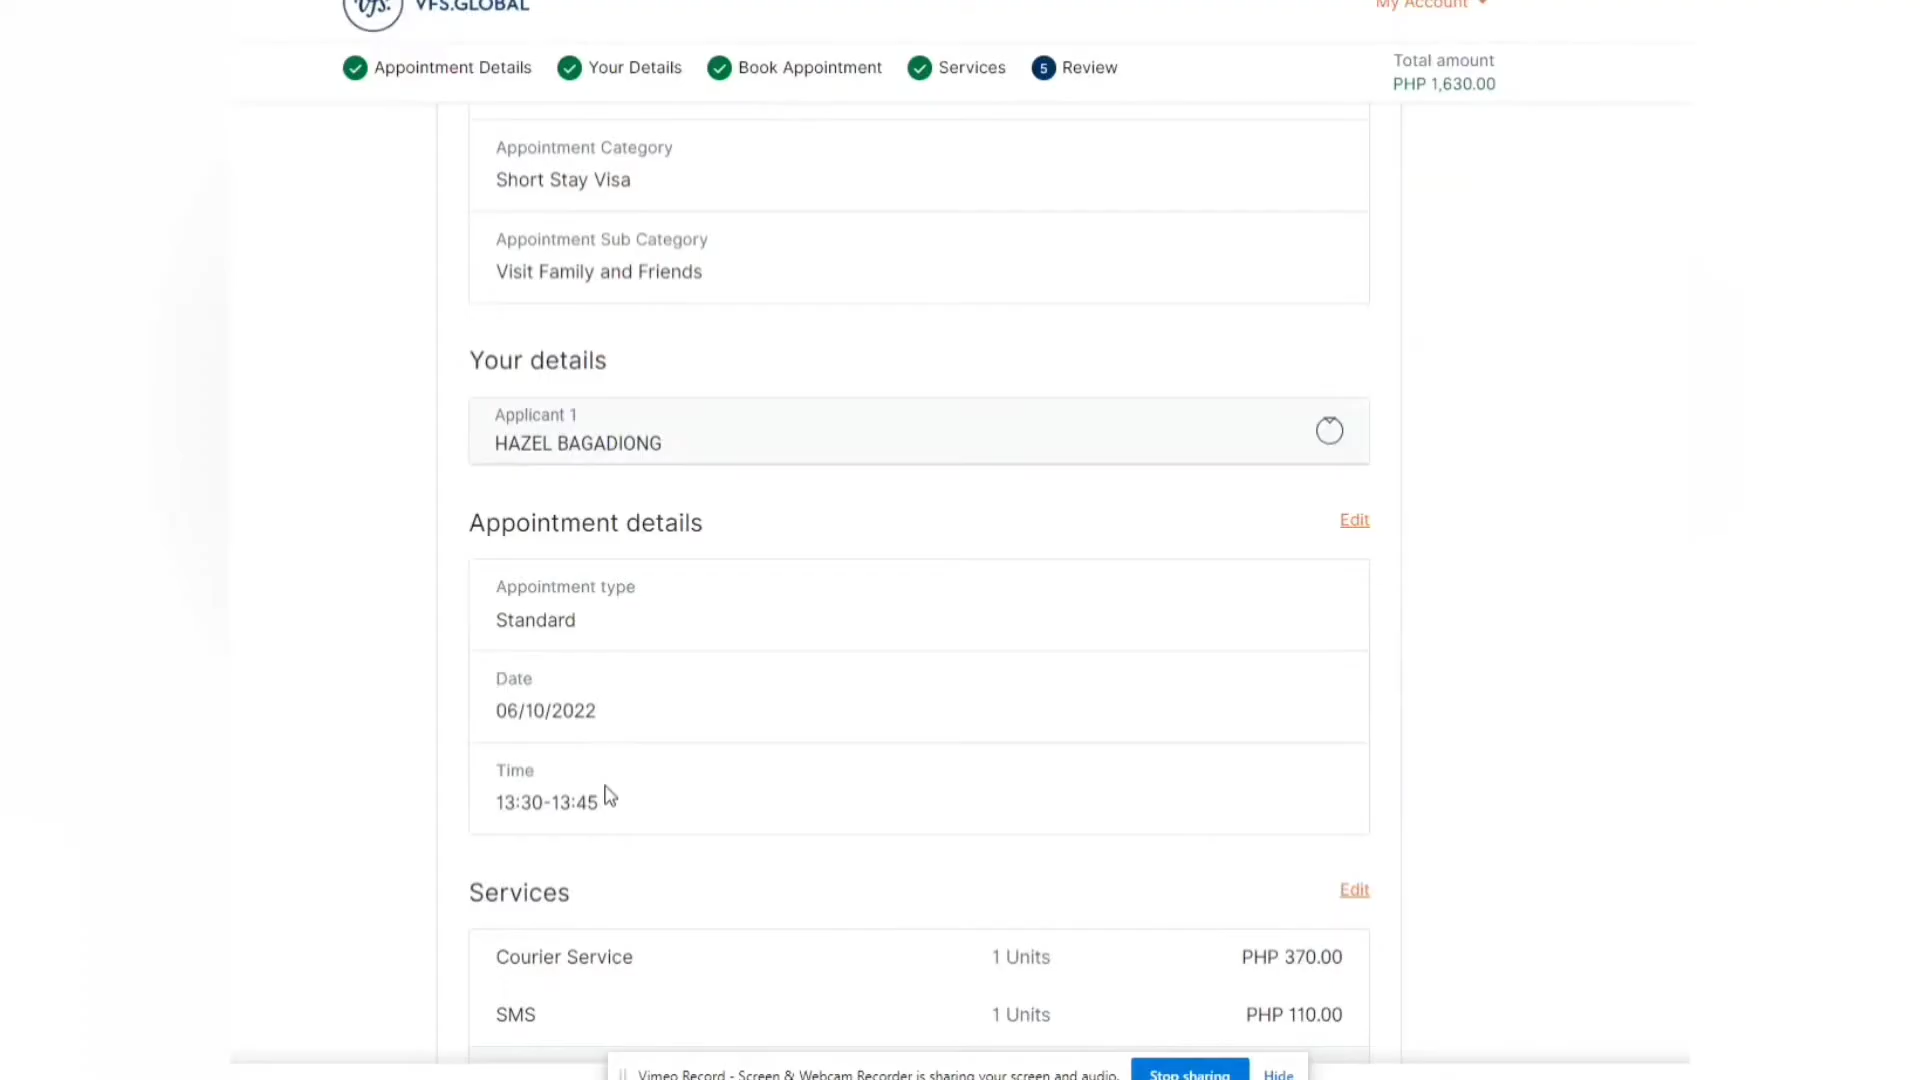 vfs. VFS.GLOBAL
My Account
Appointment Details
Your Details
Book Appointment
Services
5 Review
Total amount
PHP 1,630.00
Appointment Category
Short Stay Visa
Appointment Sub Category
Visit Family and Friends
Your details
Applicant 1
HAZEL BAGADIONG
Appointment details
Edit
Appointment type
Standard
Date
06/10/2022
Time
13:30-13:45
Services
Edit
Courier Service 1 Units PHP 370.00
SMS 1 Units PHP 110.00
Vimeo Record - Screen & Webcam Recorder is sharing your screen and audio. Stop sharing Hide